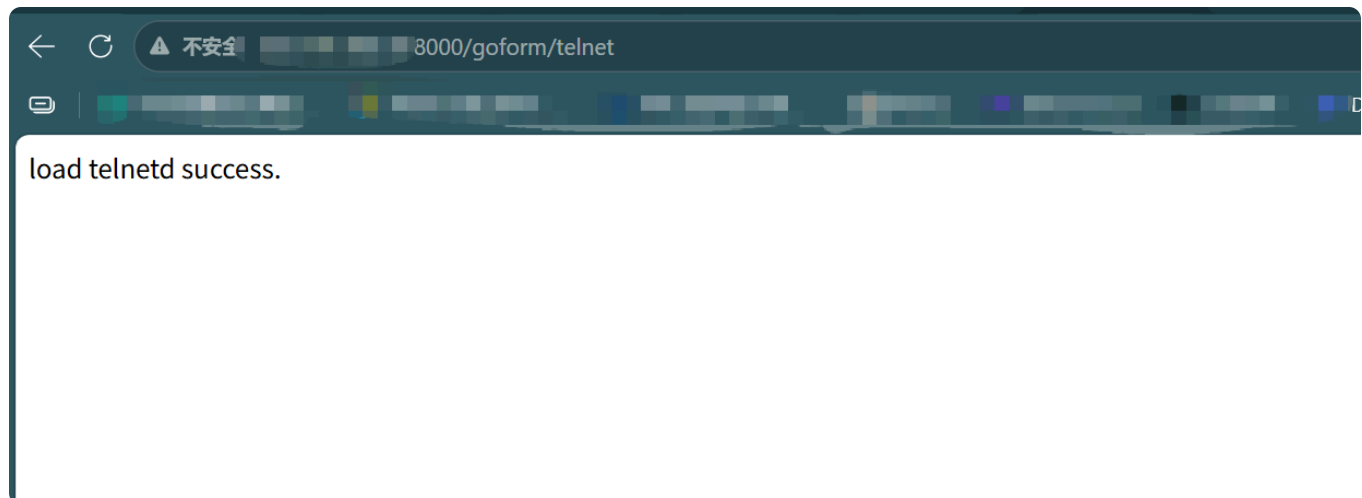 不安全 8000/goform/telnet
load telnetd success.